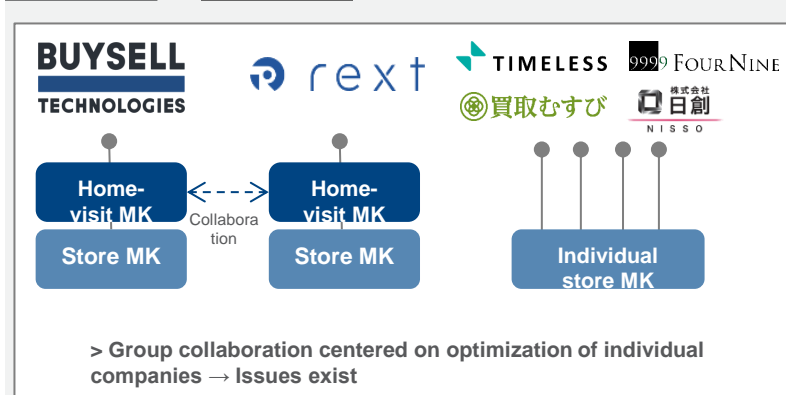 BUYSELL
TECHNOLOGIES
rext
TIMELESS
9999 FOURNINE
買取むすび
株式会社
日創
NISSO
Home-
visit MK
Collabora
tion
Home-
visit MK
Store MK
Store MK
Individual
store MK
> Group collaboration centered on optimization of individual
companies → Issues exist